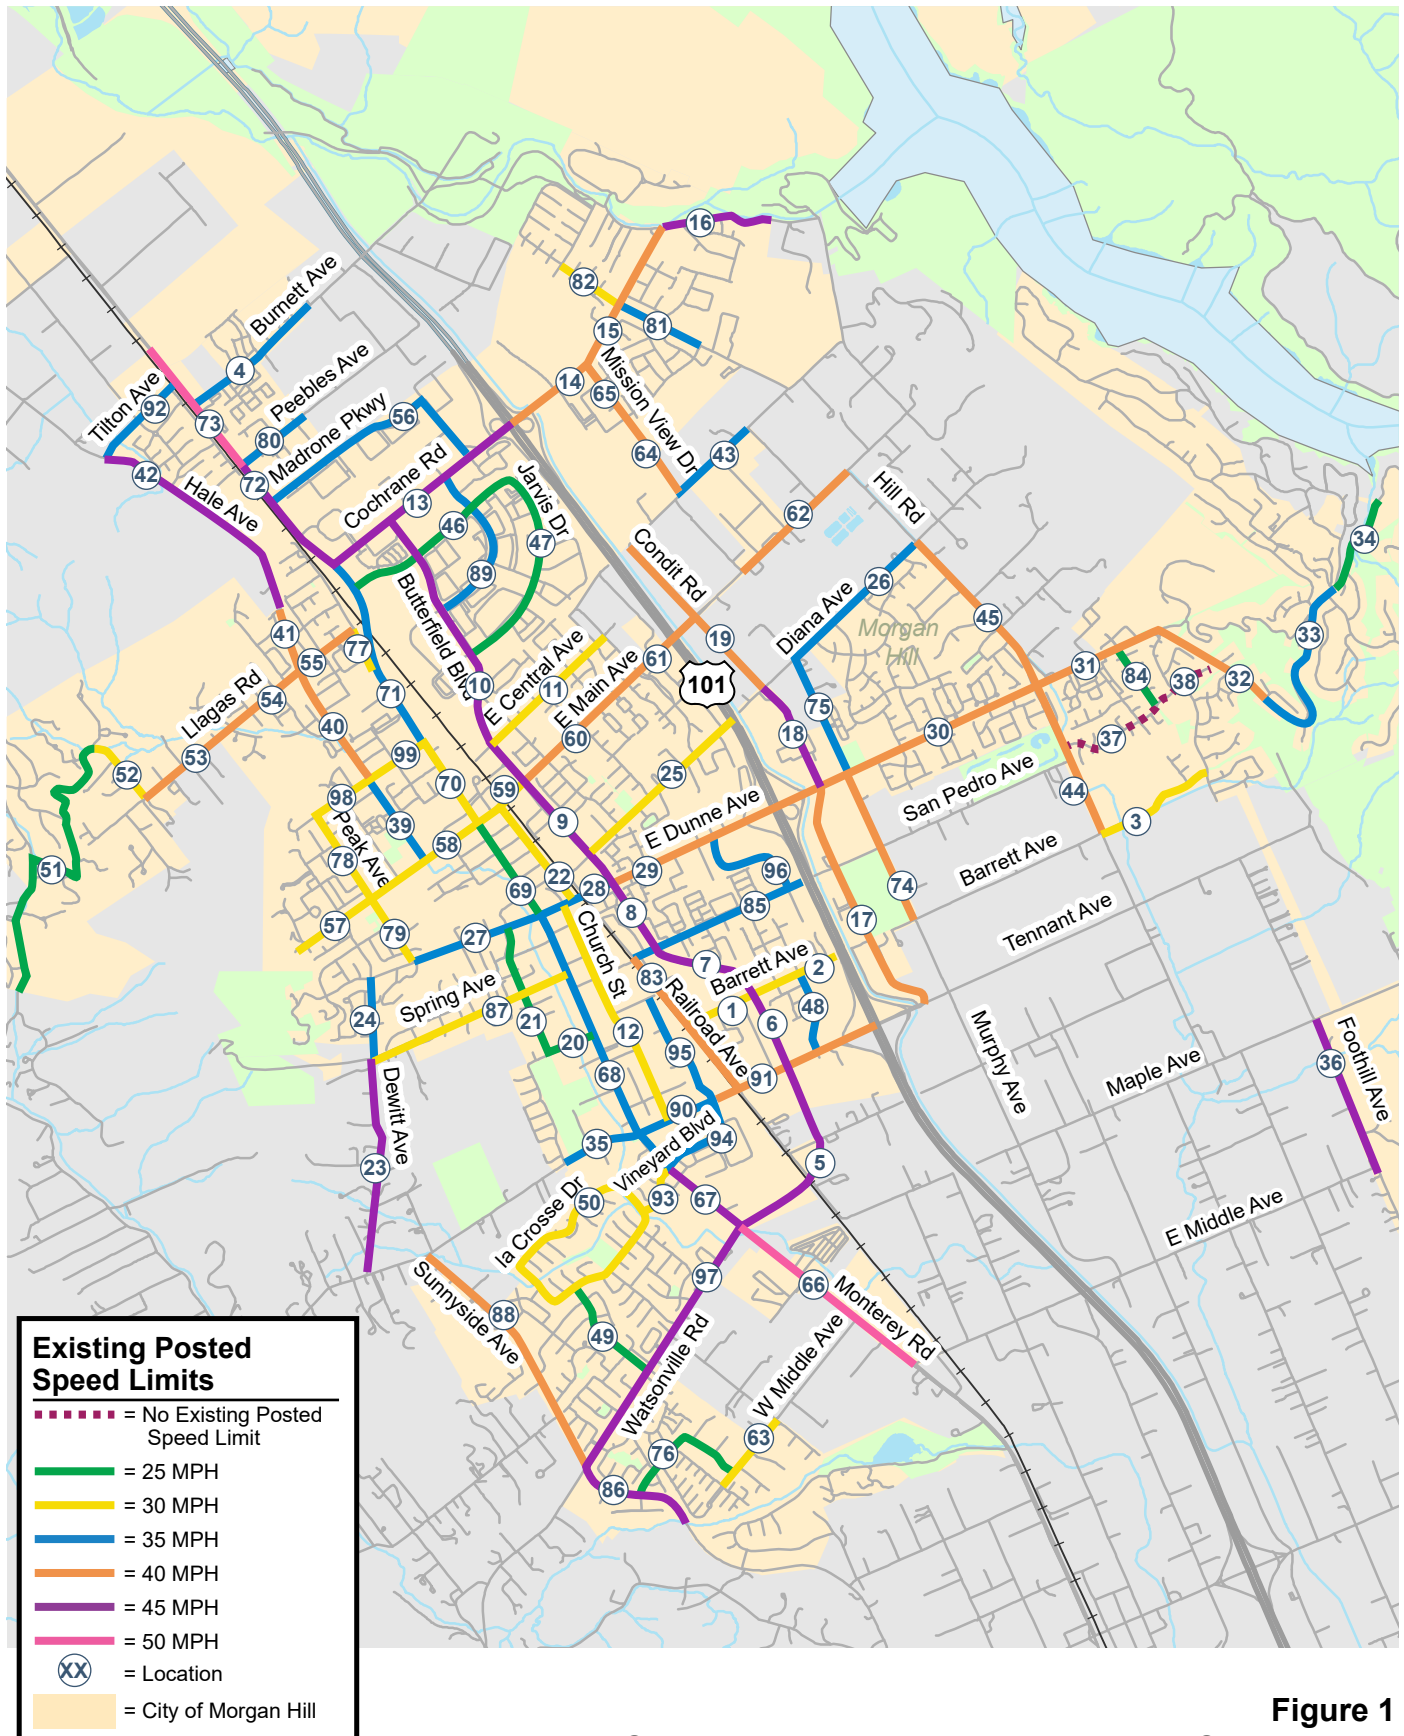 16
82
Burnett Ave
15
81
4
Peebles Ave
14
Mission View Dr
65
Tilton Ave
92
73
80
Madrone Pkwy
56
64
43
42
72
Cochrane Rd
13
Jarvis Dr
Hale Ave
46
47
62
Hill Rd
34
Condit Rd
26
89
Butterfield Blvd
Diana Ave
Morgan
Hill
45
41
55
77
19
33
E Central Ave
61
31
84
38
32
Llagas Rd
54
71
10
11
E Main Ave
101
75
40
60
18
30
37
53
99
52
70
59
25
San Pedro Ave
44
98
39
9
E Dunne Ave
3
Peak Ave
78
58
Barrett Ave
51
29
96
22
28
69
74
57
79
8
85
17
Tennant Ave
27
Church St
7
Barrett Ave
2
83
Railroad Ave
Spring Ave
87
24
21
1
48
6
12
20
95
Murphy Ave
Foothill Ave
36
Dewitt Ave
68
91
Maple Ave
90
35
Vineyard Blvd
94
23
5
la Crosse Dr
50
93
67
E Middle Ave
Sunnyside Ave
97
66
Monterey Rd
88
49
Watsonville Rd
W Middle Ave
63
76
86
Existing Posted
Speed Limits
= No Existing Posted
Speed Limit
= 25 MPH
= 30 MPH
= 35 MPH
= 40 MPH
= 45 MPH
= 50 MPH
XX = Location
= City of Morgan Hill
Figure 1